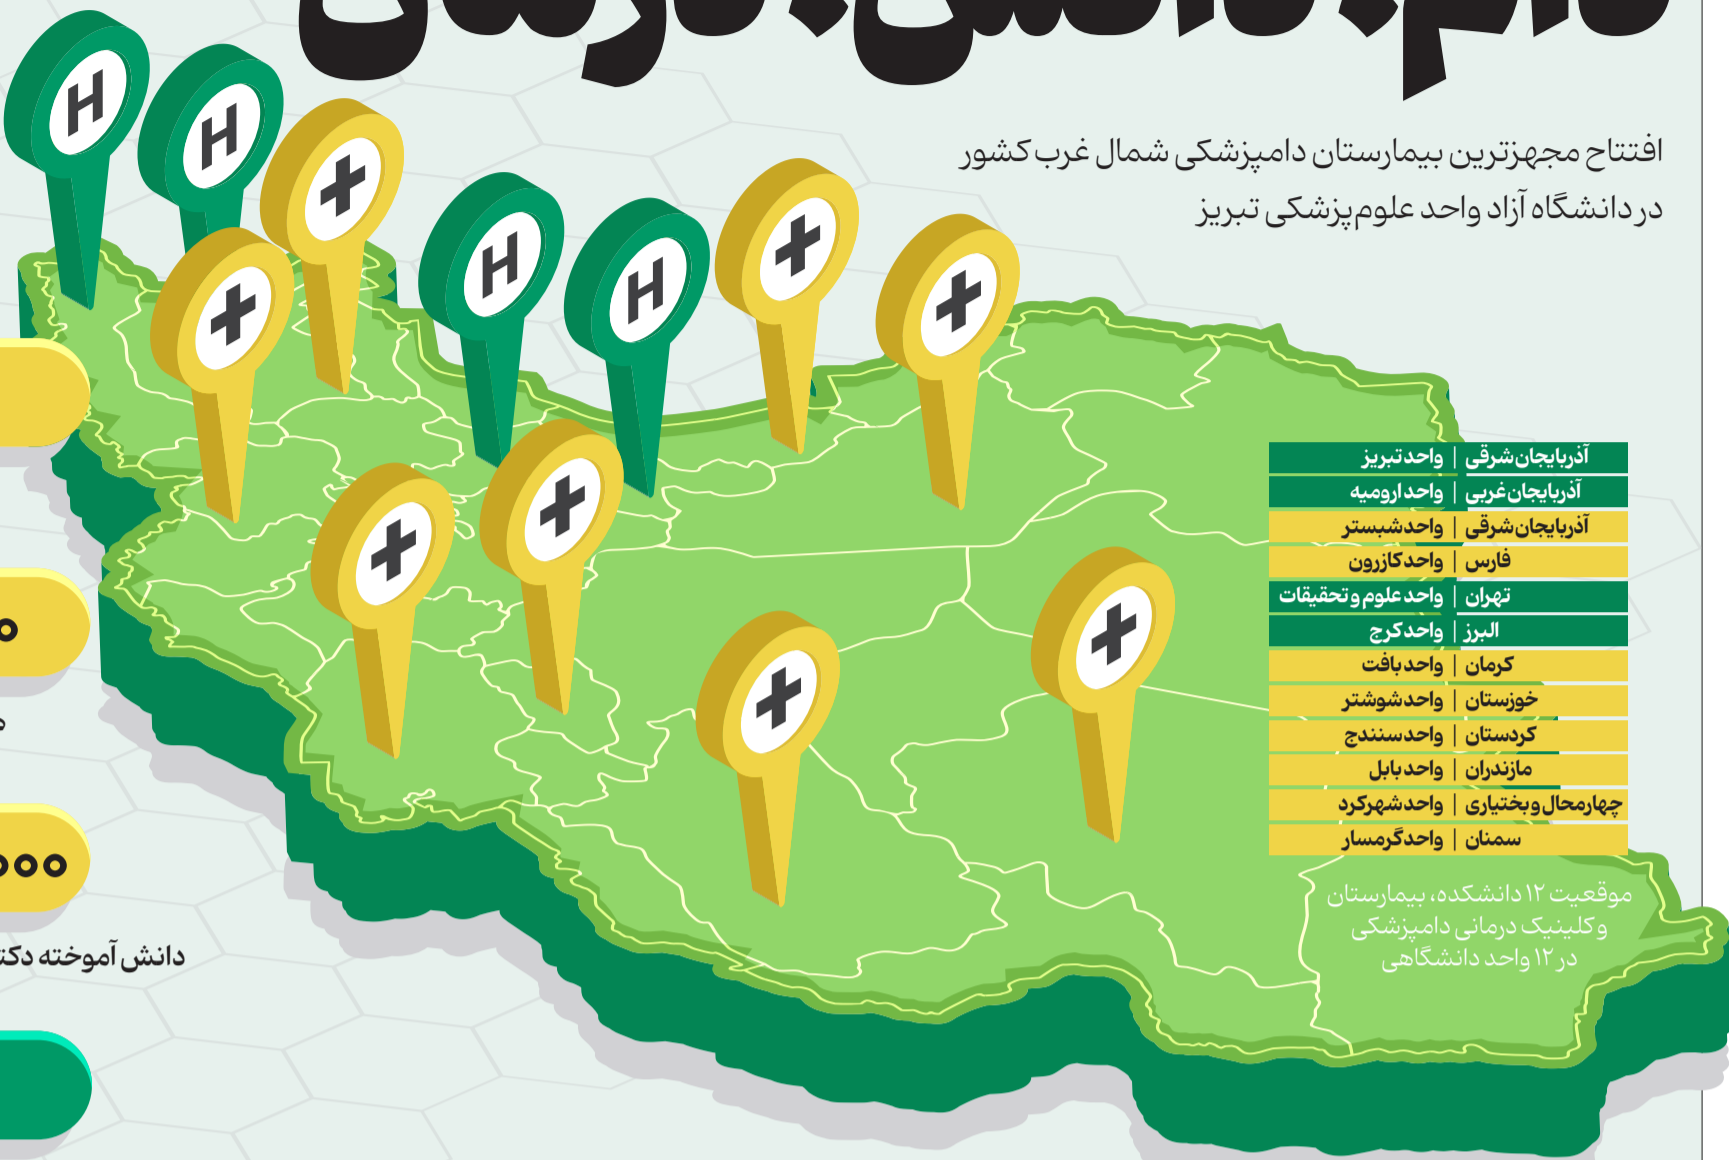 افتتاح مجهزترین بیمارستان دامپزشکی شمال غرب کشور
در دانشگاه آزاد واحد علوم پزشکی تبریز
H
H
H
H
آذربایجان شرقی | واحد تبریز
آذربایجان غربی | واحد ارومیه
آذربایجان شرقی | واحد شبستر
فارس | واحد کازرون
تهران | واحد علوم و تحقیقات
البرز | واحد کرج
کرمان | واحد بافت
خوزستان | واحد شوشتر
کردستان | واحد سنندج
مازندران | واحد بابل
چهارمحال و بختیاری | واحد شهرکرد
سمنان | واحد گرمسار
موقعیت ۱۲ دانشکده، بیمارستان
و کلینیک درمانی دامپزشکی
در ۱۲ واحد دانشگاهی
دانش آموخته